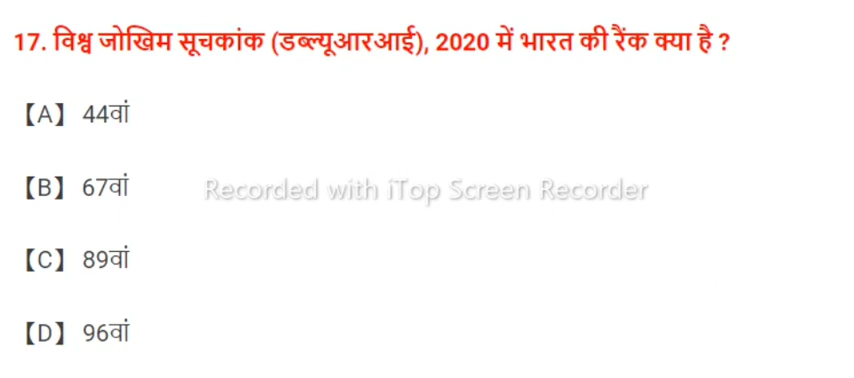 17. विश्व जोखिम सूचकांक (डब्ल्यूआरआई), 2020 में भारत की रैंक क्या है ?
【A】 44वां
【B】 67वां
Recorded with iTop Screen Recorder
【C】 89वां
【D】 96वां